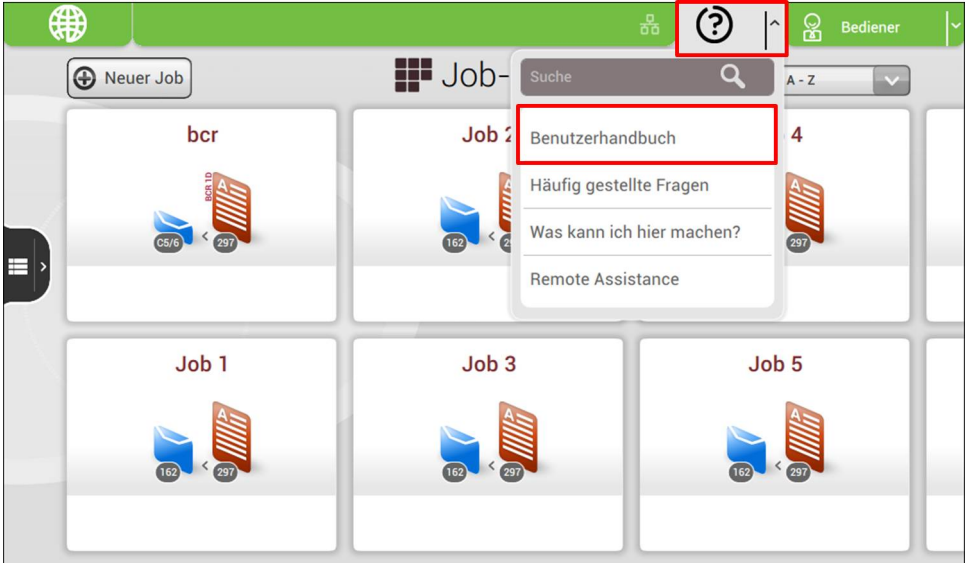 Bediener
Neuer Job
Job-
A - Z
Suche
Benutzerhandbuch
Häufig gestellte Fragen
Was kann ich hier machen?
Remote Assistance
bcr
Job 2
4
BCR 1D
A
A
A
C5/6 < 297
162 < 2
297
Job 1
Job 3
Job 5
A
A
A
162 < 297
162 < 297
162 < 297